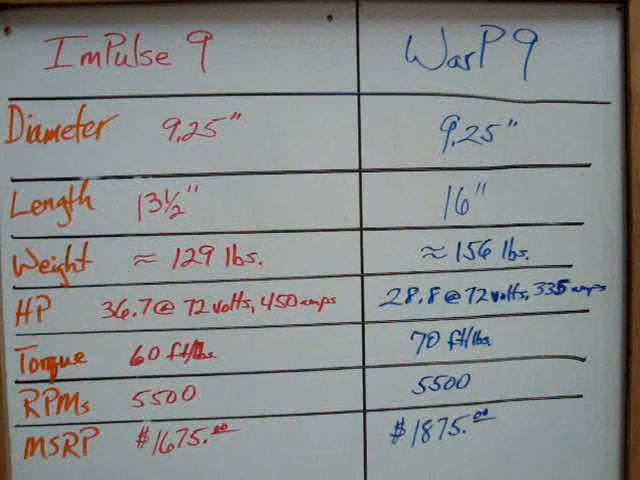 ImPulse 9 WarP 9
Diameter 9.25" 9.25"
Length 13 1/2" 16"
Weight ≈ 129 lbs. ≈ 156 lbs.
HP 36.7 @ 72 volts, 450 amps 28.8 @ 72 volts, 335 amps
Torque 60 ft/lbs. 70 ft/lbs.
RPMs 5500 5500
MSRP $1675.00 $1875.00